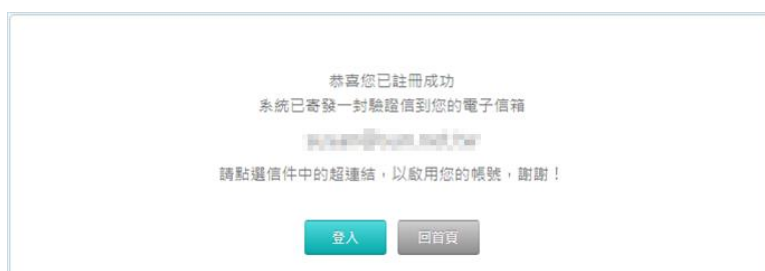 恭喜您已註冊成功
系統已寄發一封驗證信到您的電子信箱
請點選信件中的超連結，以啟用您的帳號，謝謝！
登入
回首頁